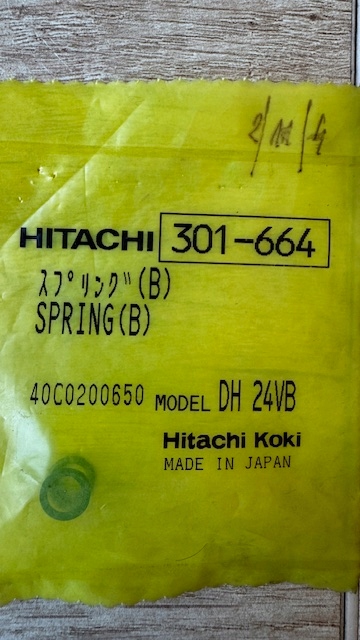 HITACHI 301-664
スプリング(B)
SPRING(B)
40C0200650 MODEL DH 24VB
Hitachi Koki
MADE IN JAPAN